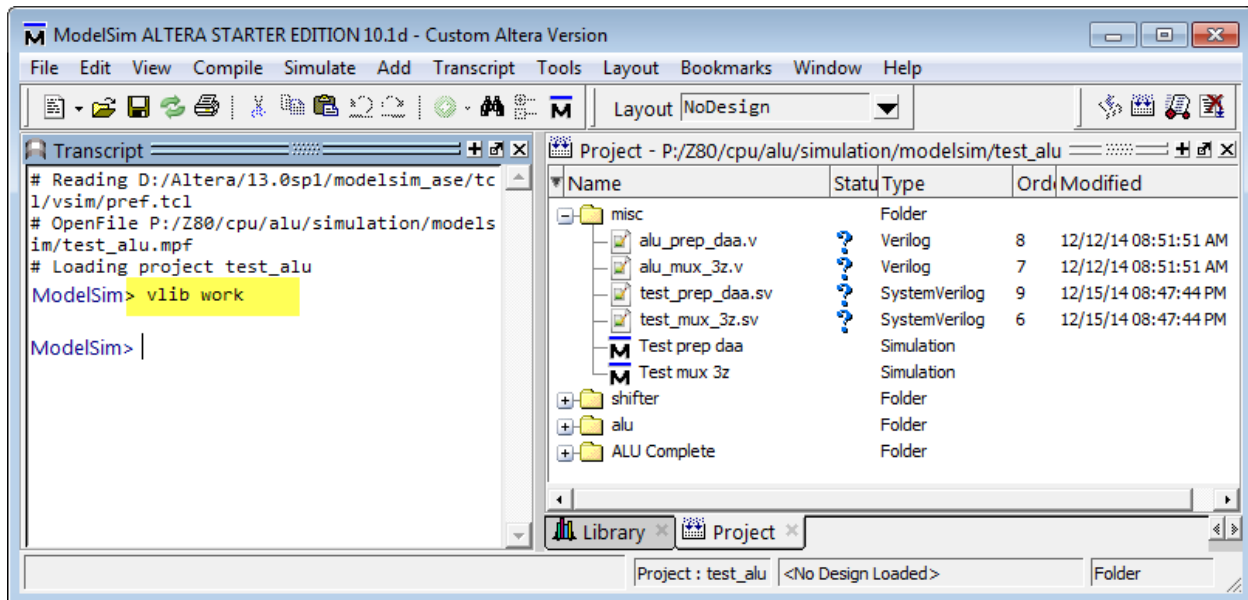 ModelSim ALTERA STARTER EDITION 10.1d - Custom Altera Version
File Edit View Compile Simulate Add Transcript Tools Layout Bookmarks Window Help
Layout NoDesign
Transcript
# Reading D:/Altera/13.0sp1/modelsim_ase/tc
l/vsim/pref.tcl
# OpenFile P:/Z80/cpu/alu/simulation/models
im/test_alu.mpf
# Loading project test_alu
ModelSim> vlib work
ModelSim>
Project - P:/Z80/cpu/alu/simulation/modelsim/test_alu
Name Statu Type Orde Modified
misc Folder
alu_prep_daa.v ? Verilog 8 12/12/14 08:51:51 AM
alu_mux_3z.v ? Verilog 7 12/12/14 08:51:51 AM
test_prep_daa.sv ? SystemVerilog 9 12/15/14 08:47:44 PM
test_mux_3z.sv ? SystemVerilog 6 12/15/14 08:47:44 PM
M Test prep daa Simulation
M Test mux 3z Simulation
shifter Folder
alu Folder
ALU Complete Folder
Library Project
Project : test_alu <No Design Loaded> Folder